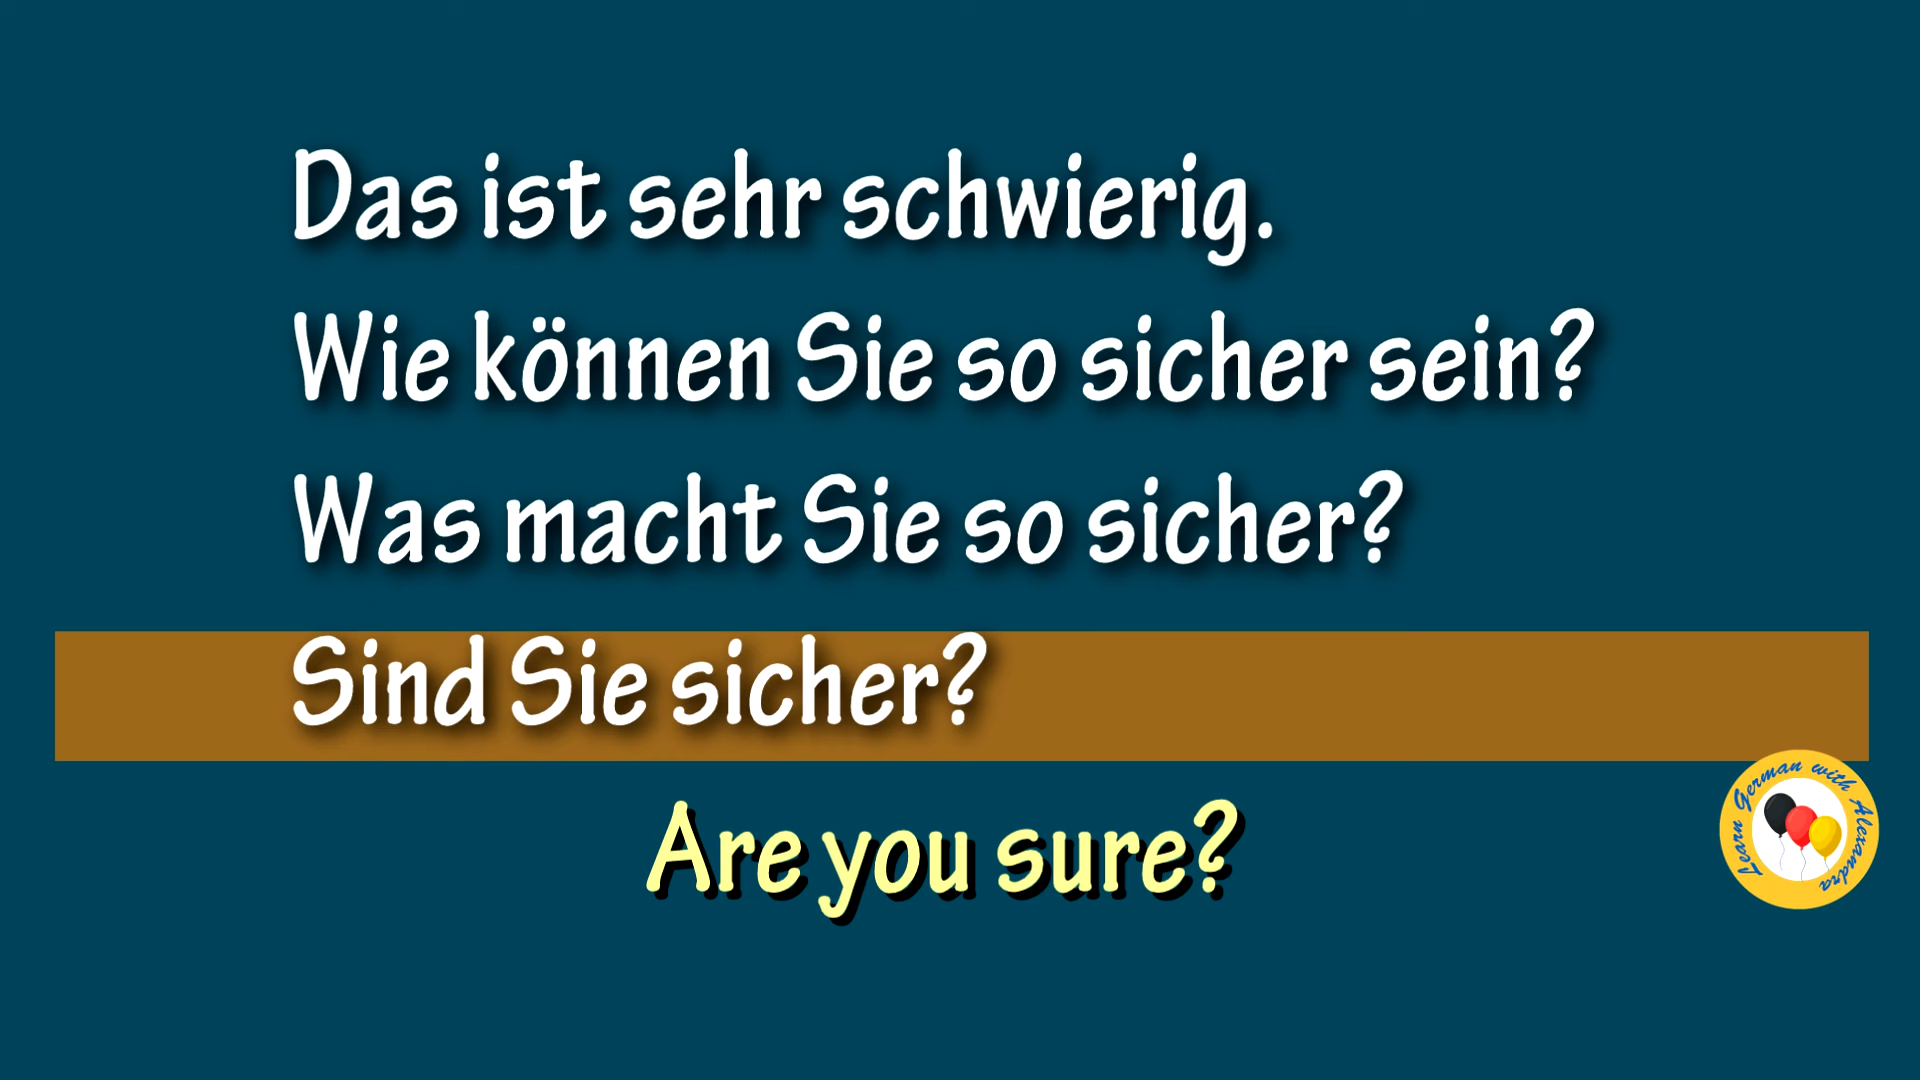 Das ist sehr schwierig.
Wie können Sie so sicher sein?
Was macht Sie so sicher?
Sind Sie sicher?
Are you sure?
Learn German with Alexandra